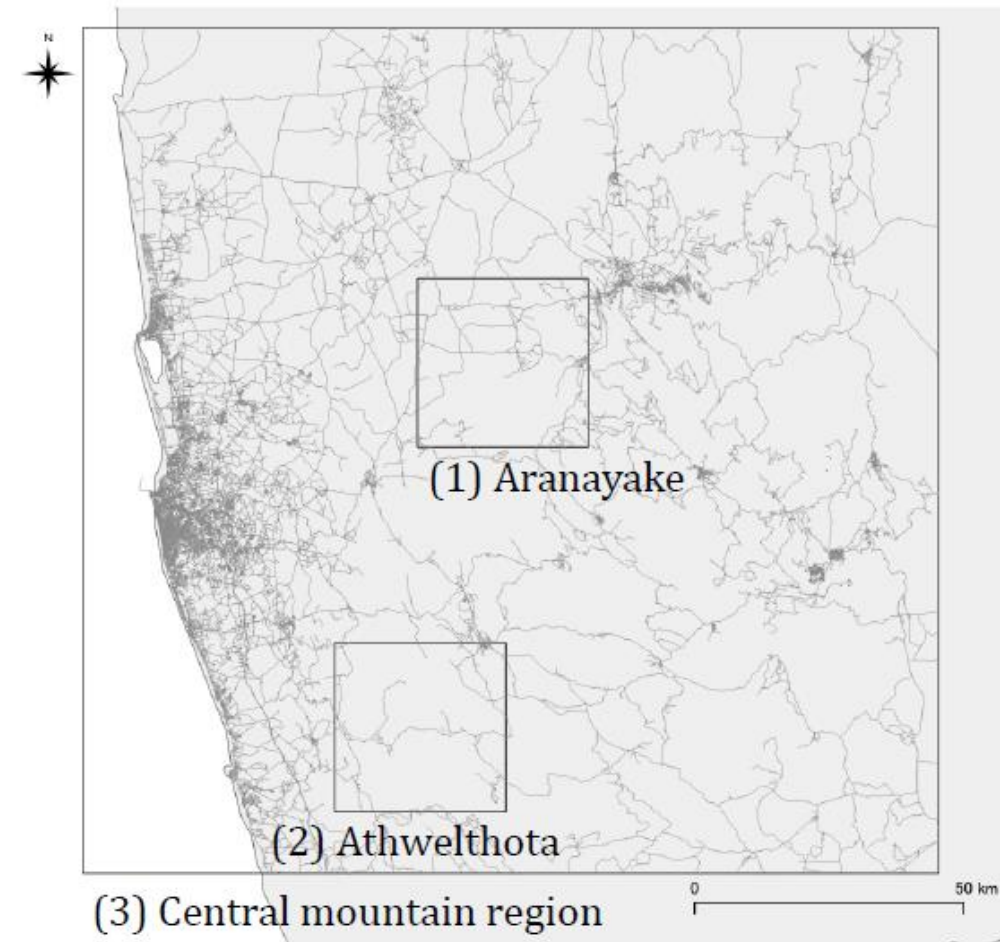 N
(1) Aranayake
(2) Athwelthota
(3) Central mountain region
0 50 km